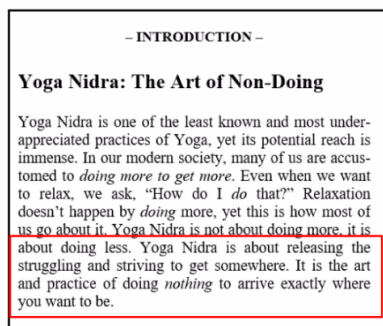 – INTRODUCTION –
Yoga Nidra: The Art of Non-Doing
Yoga Nidra is one of the least known and most under-
appreciated practices of Yoga, yet its potential reach is
immense. In our modern society, many of us are accus-
tomed to doing more to get more. Even when we want
to relax, we ask, “How do I do that?” Relaxation
doesn’t happen by doing more, yet this is how most of
us go about it. Yoga Nidra is not about doing more, it is
about doing less. Yoga Nidra is about releasing the
struggling and striving to get somewhere. It is the art
and practice of doing nothing to arrive exactly where
you want to be.